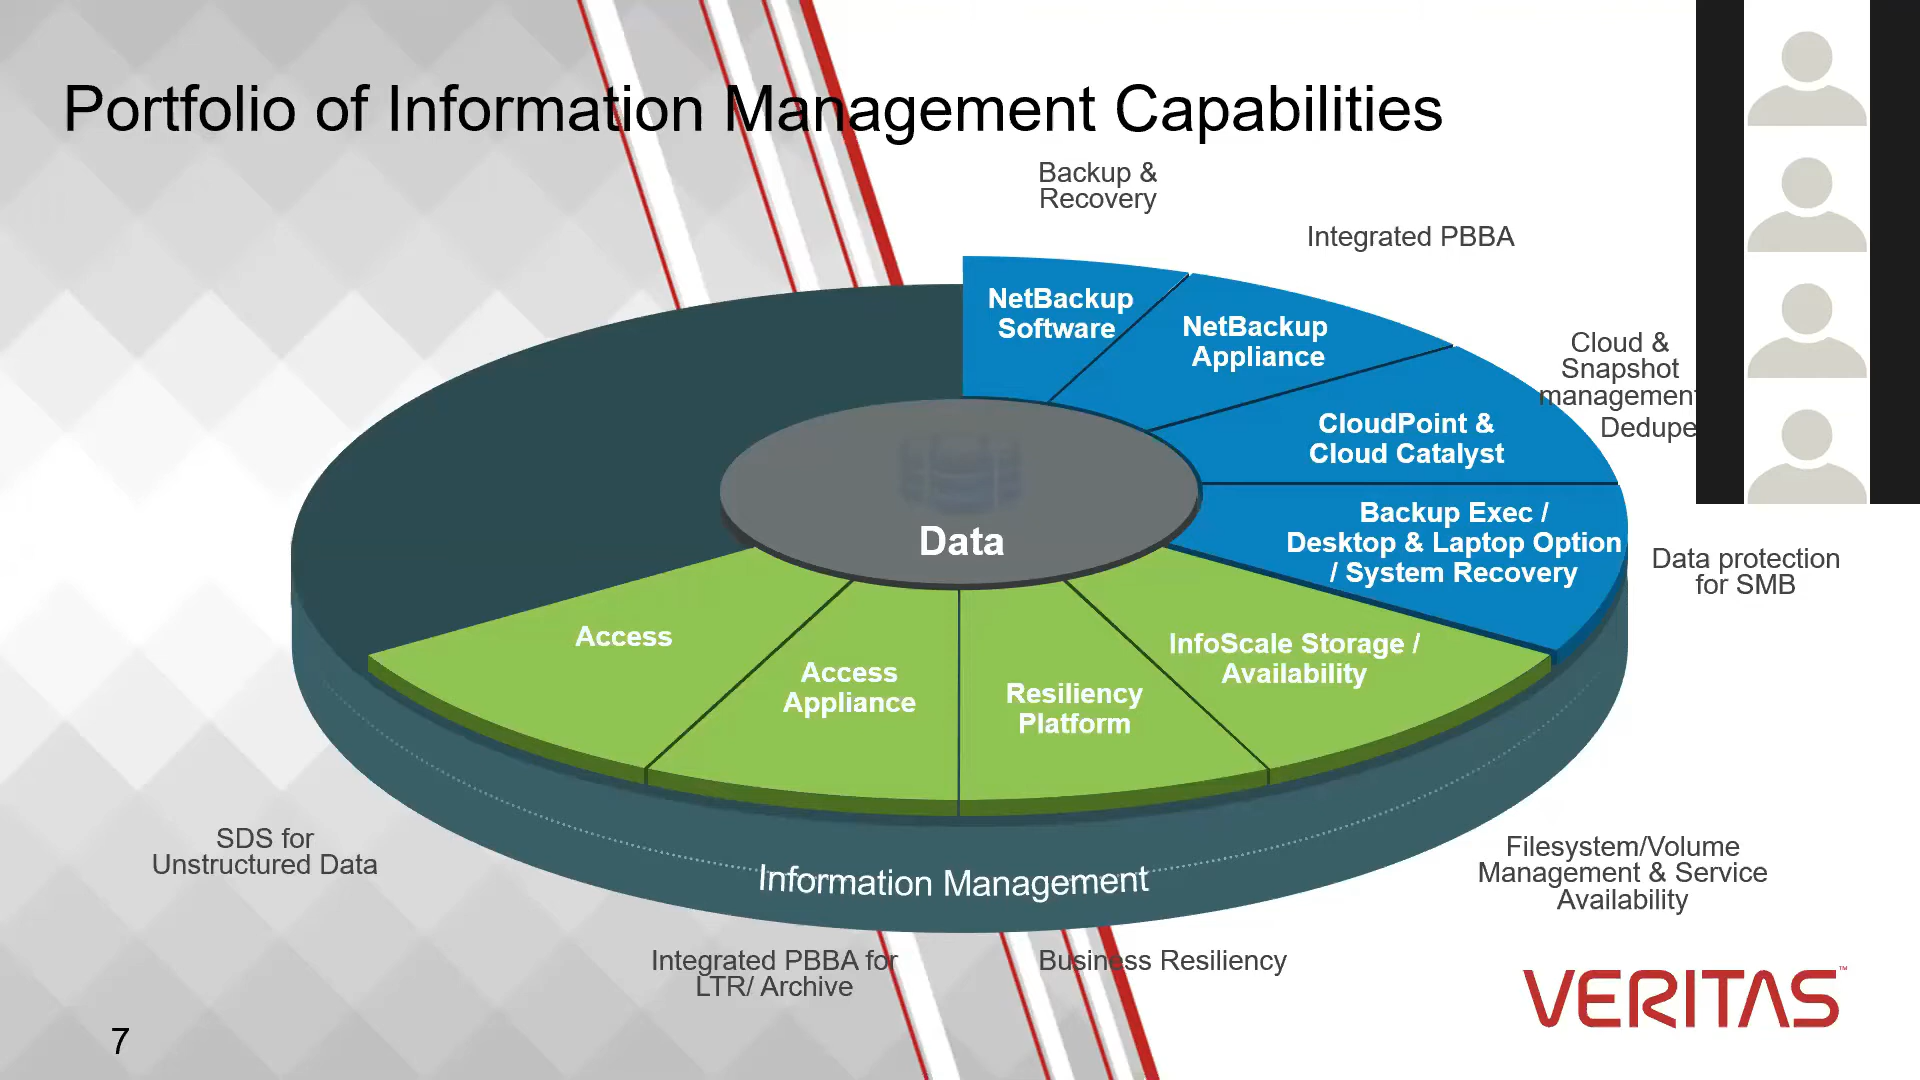 Portfolio of Information Management Capabilities
Backup &
Recovery
Integrated PBBA
NetBackup
Software
NetBackup
Appliance
Cloud &
Snapshot
management
Dedupe
CloudPoint &
Cloud Catalyst
Backup Exec /
Desktop & Laptop Option
/ System Recovery
Data protection
for SMB
Data
Access
Access
Appliance
Resiliency
Platform
InfoScale Storage /
Availability
Information Management
SDS for
Unstructured Data
Filesystem/Volume
Management & Service
Availability
Integrated PBBA for
LTR/ Archive
Business Resiliency
VERITAS™
7